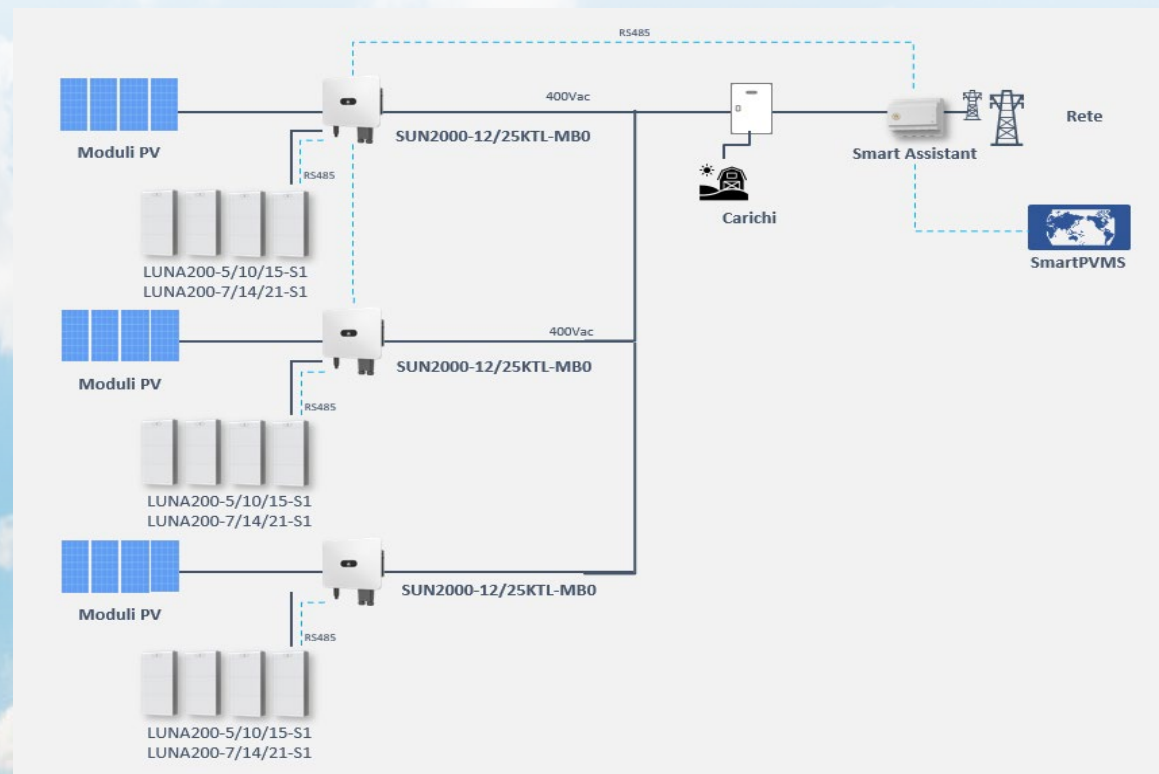 RS485
400Vac
SUN2000-12/25KTL-MB0
Moduli PV
RS485
LUNA200-5/10/15-S1
LUNA200-7/14/21-S1
Smart Assistant
Rete
Carichi
SmartPVMS
400Vac
SUN2000-12/25KTL-MB0
Moduli PV
RS485
LUNA200-5/10/15-S1
LUNA200-7/14/21-S1
SUN2000-12/25KTL-MB0
Moduli PV
RS485
LUNA200-5/10/15-S1
LUNA200-7/14/21-S1